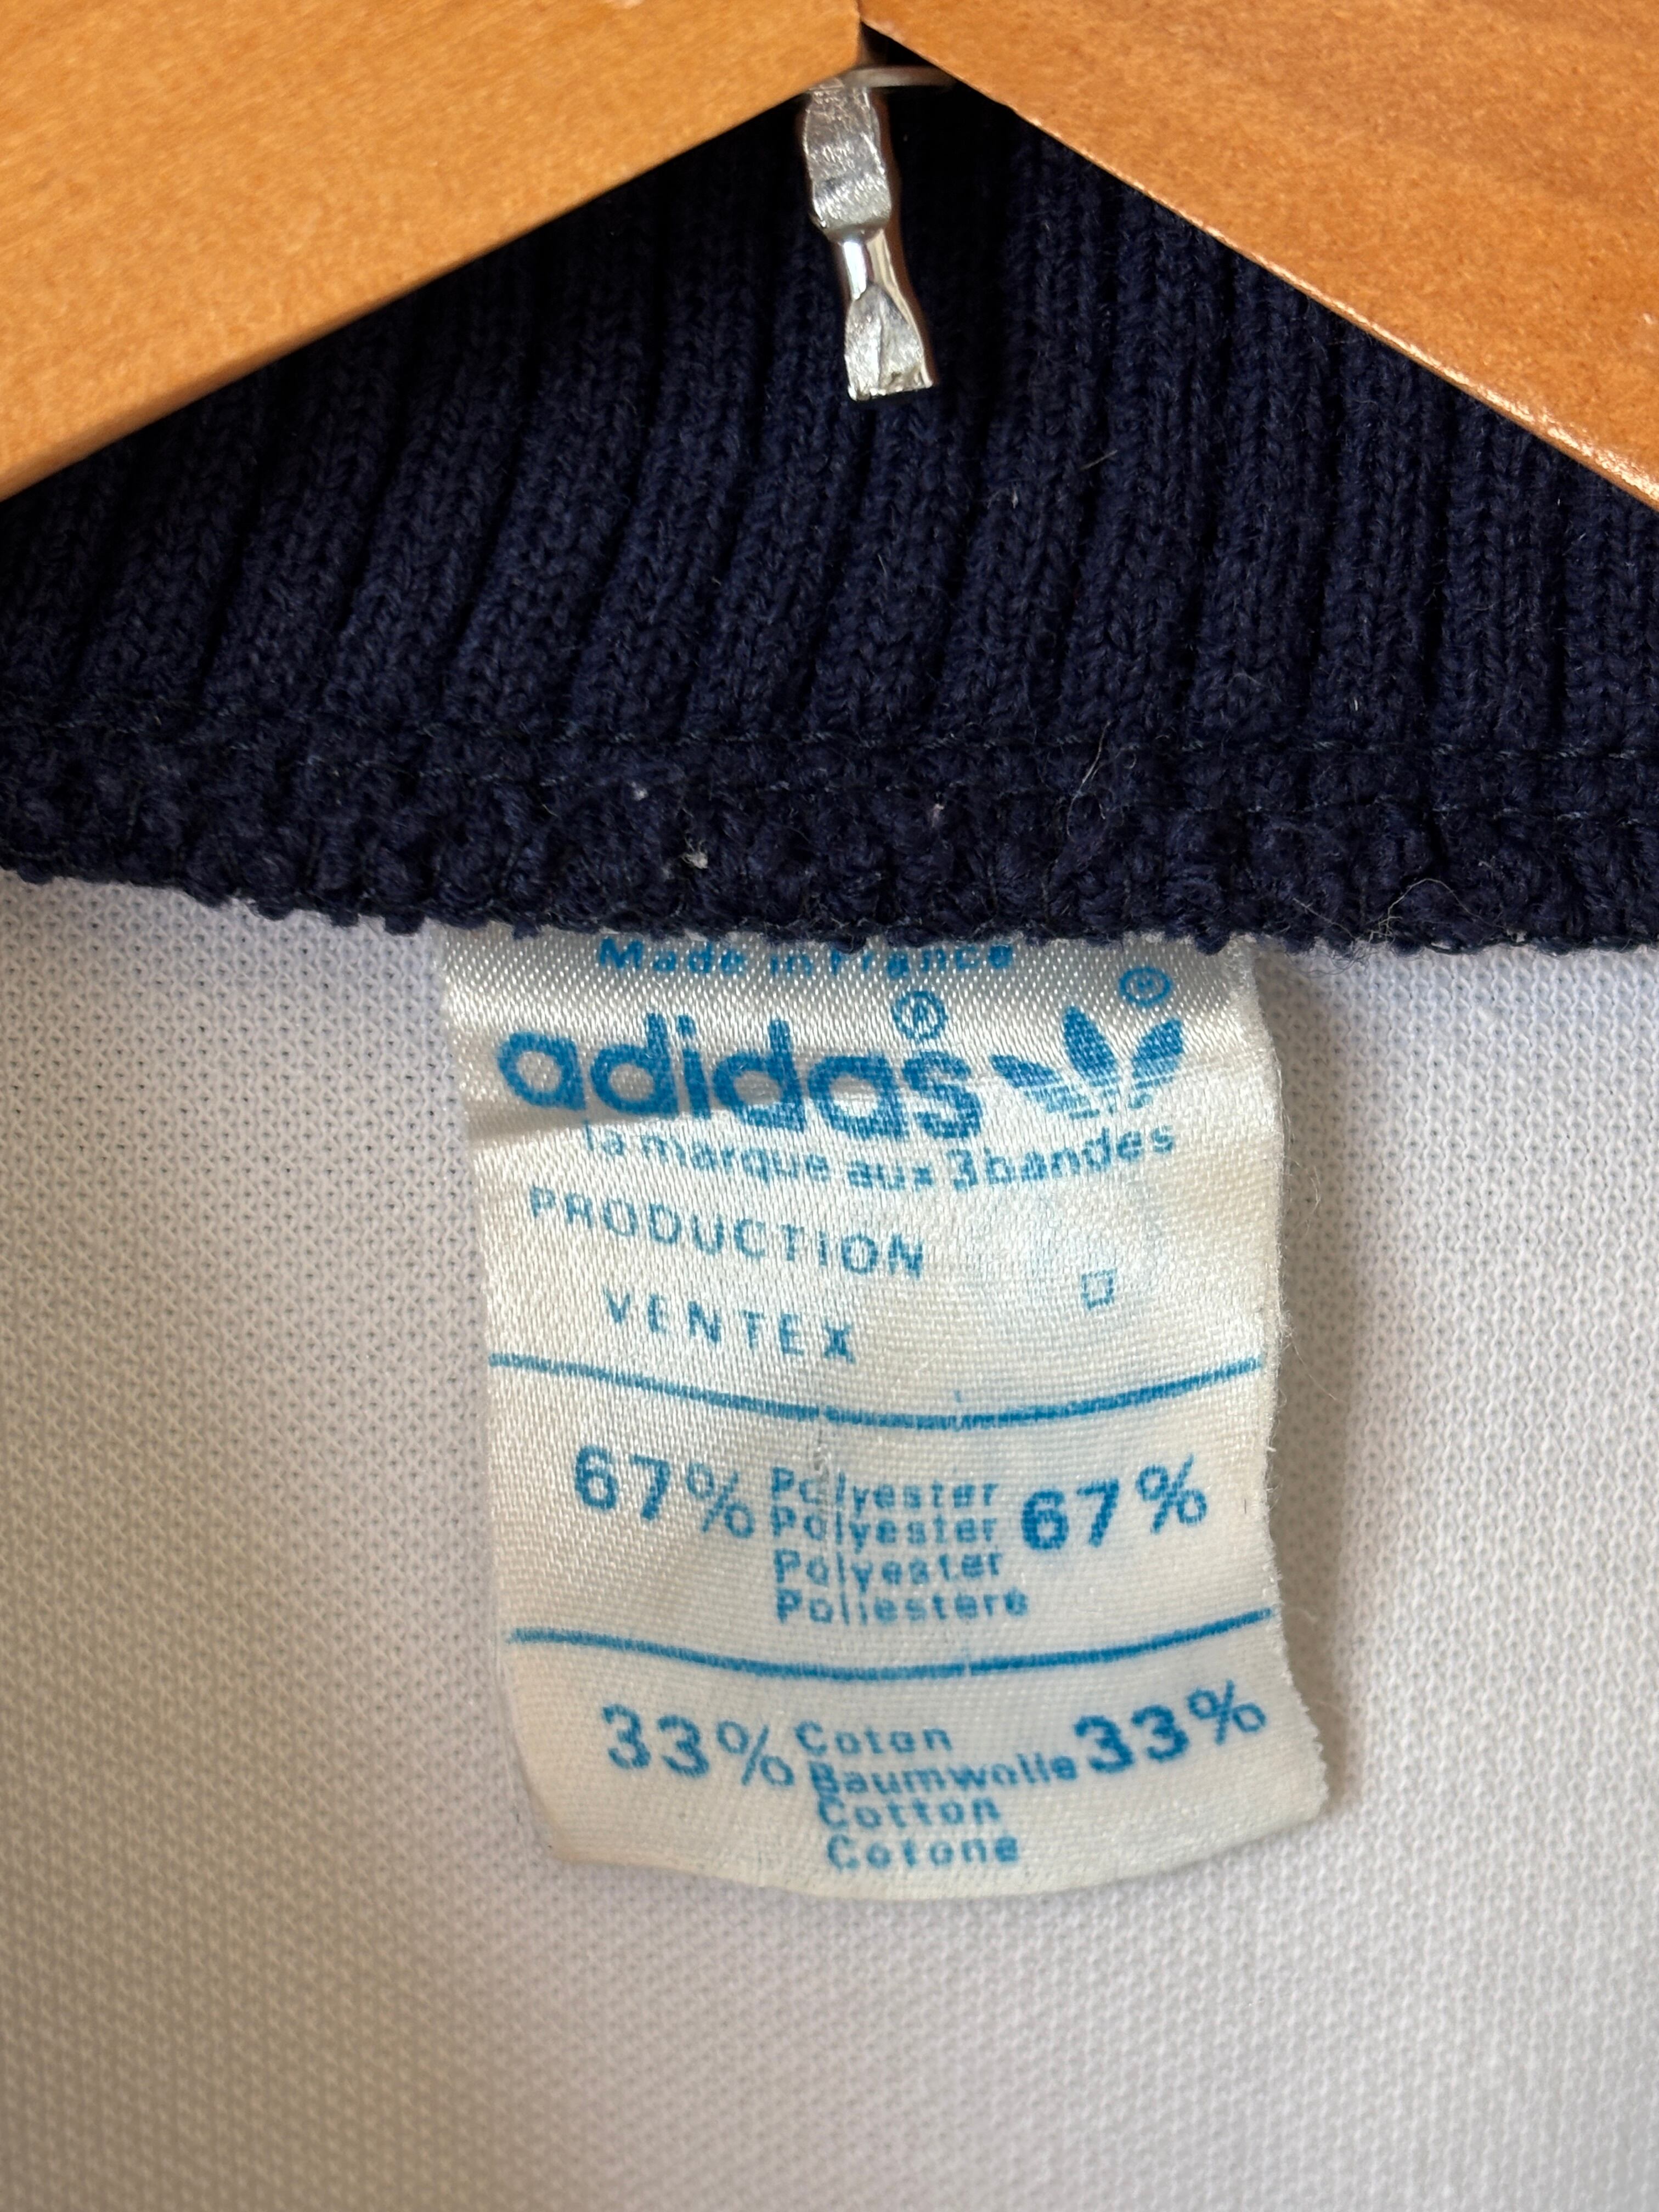 Made in France
adidas® ®
la marque aux 3 bandes
PRODUCTION
VENTEX
67% Polyester 67%
Polyester
Polyester
Poliestere
33% Coton 33%
Baumwolle
Cotton
Cotone